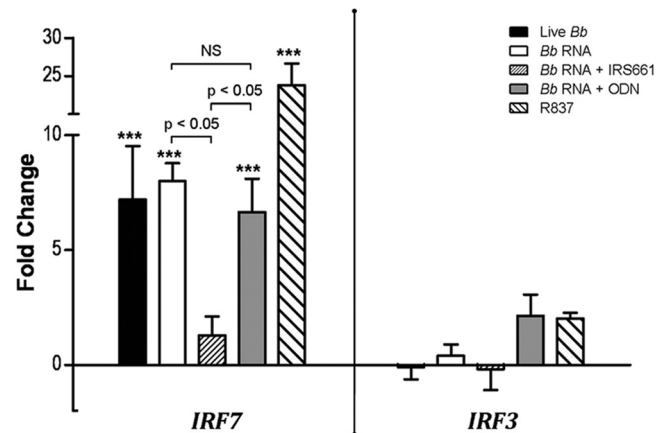 30
25
10
5
0
Fold Change
NS
p < 0.05
p < 0.05
***
***
***
***
Live Bb
Bb RNA
Bb RNA + IRS661
Bb RNA + ODN
R837
IRF7
IRF3